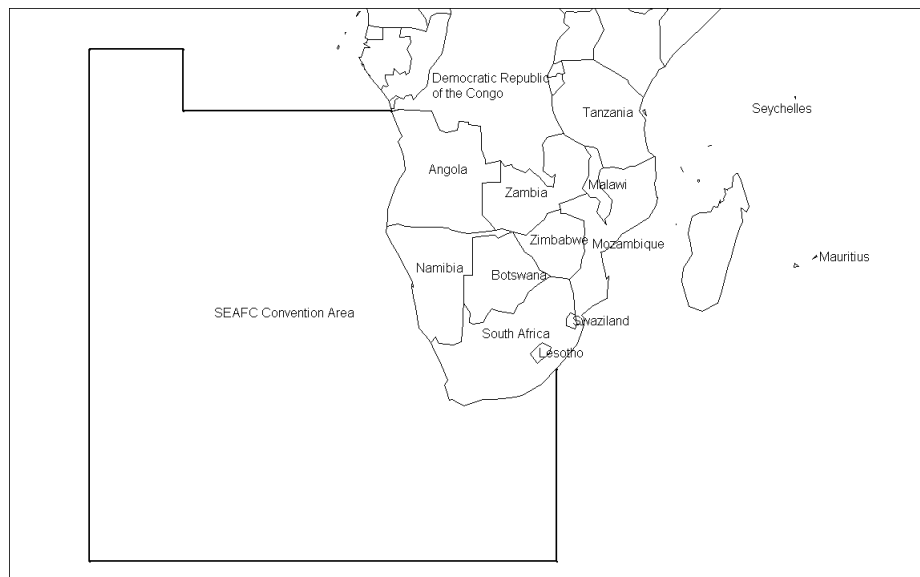 Democratic Republic
of the Congo
Tanzania
Seychelles
Angola
Zambia
Malawi
Zimbabwe
Mozambique
Mauritius
Namibia
Botswana
SEAFC Convention Area
Swaziland
South Africa
Lesotho